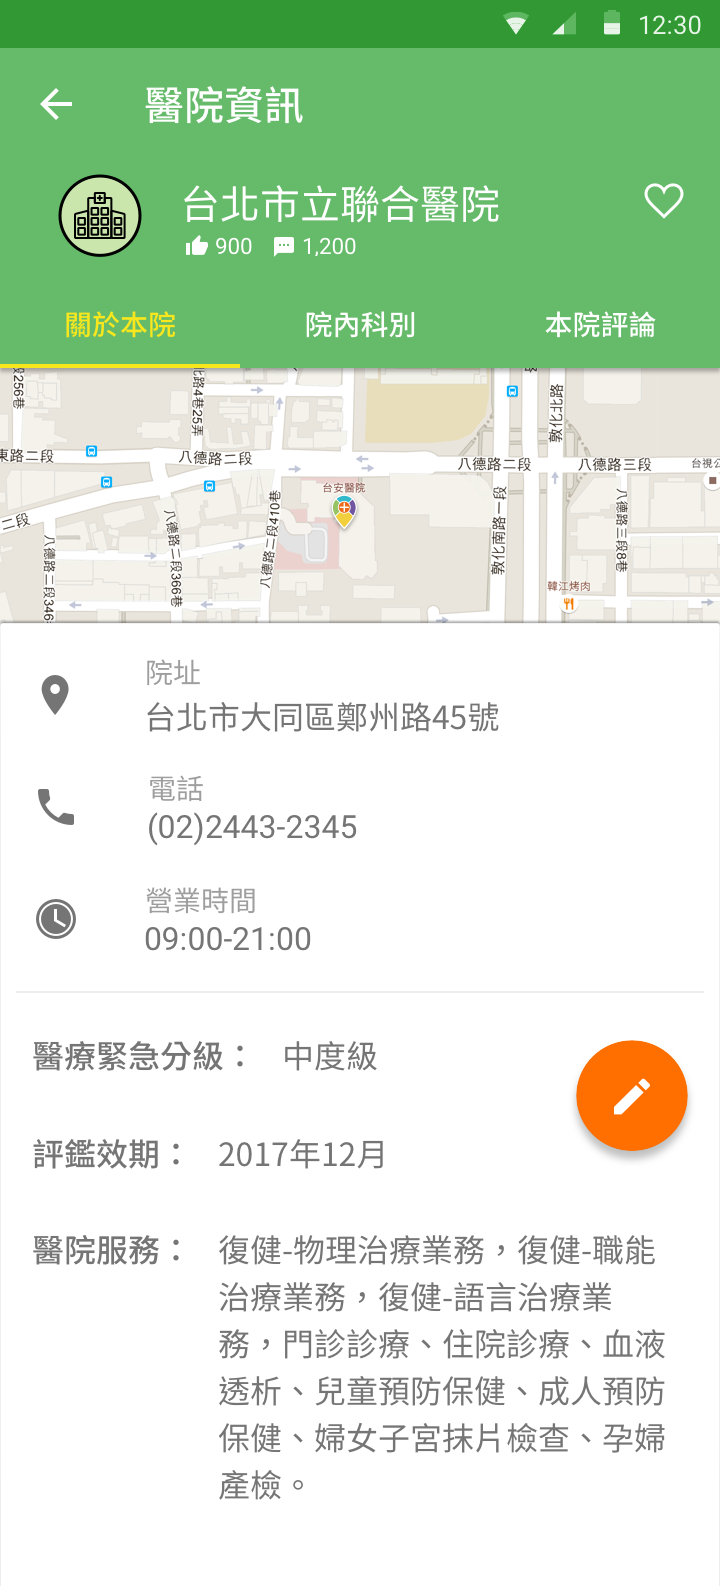 12:30
醫院資訊
台北市立聯合醫院
900 1,200
關於本院 院內科別 本院評論
段256巷
北路4巷25弄
敦化北路
東路二段
八德路二段
八德路二段
八德路三段
台視公
台安醫院
二段
八德路二段346
八德路二段366巷
八德路二段410巷
敦化南路一段
八德路三段8巷
韓江烤肉
院址
台北市大同區鄭州路45號
電話
(02)2443-2345
營業時間
09:00-21:00
醫療緊急分級： 中度級
評鑑效期： 2017年12月
醫院服務： 復健-物理治療業務，復健-職能
治療業務，復健-語言治療業
務，門診診療、住院診療、血液
透析、兒童預防保健、成人預防
保健、婦女子宮抹片檢查、孕婦
產檢。